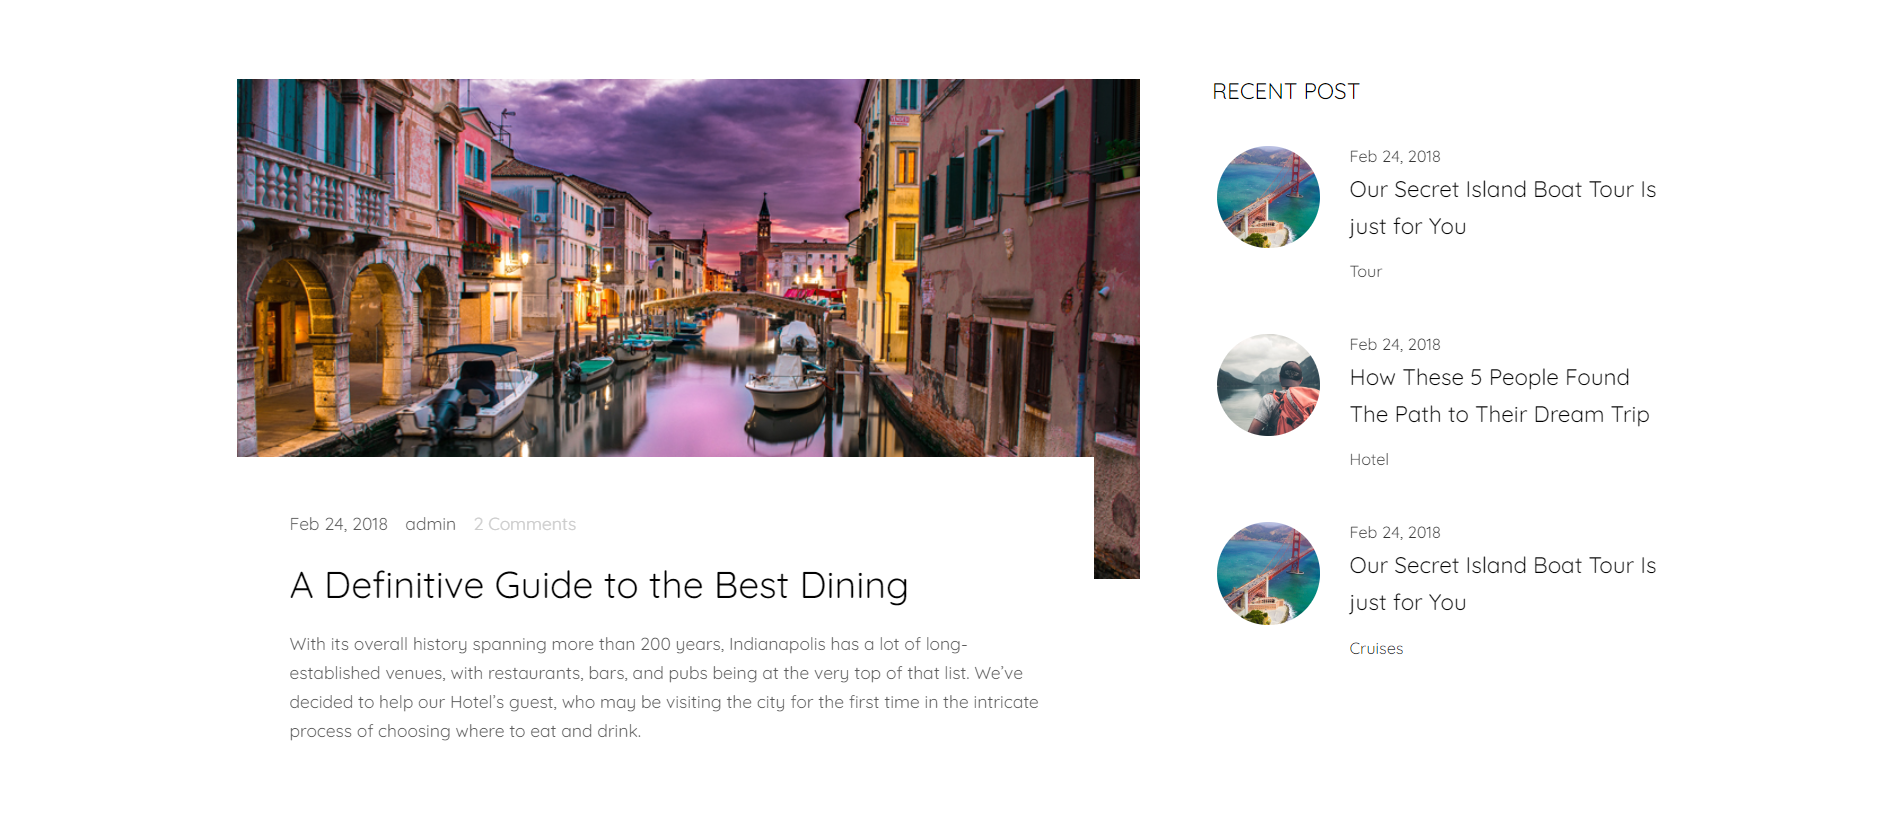 Feb 24, 2018 admin 2 Comments
A Definitive Guide to the Best Dining
With its overall history spanning more than 200 years, Indianapolis has a lot of long-
established venues, with restaurants, bars, and pubs being at the very top of that list. We've
decided to help our Hotel's guest, who may be visiting the city for the first time in the intricate
process of choosing where to eat and drink.
RECENT POST
Feb 24, 2018
Our Secret Island Boat Tour Is
just for You
Tour
Feb 24, 2018
How These 5 People Found
The Path to Their Dream Trip
Hotel
Feb 24, 2018
Our Secret Island Boat Tour Is
just for You
Cruises